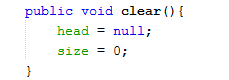 public void clear(){
    head = null;
    size = 0;
}